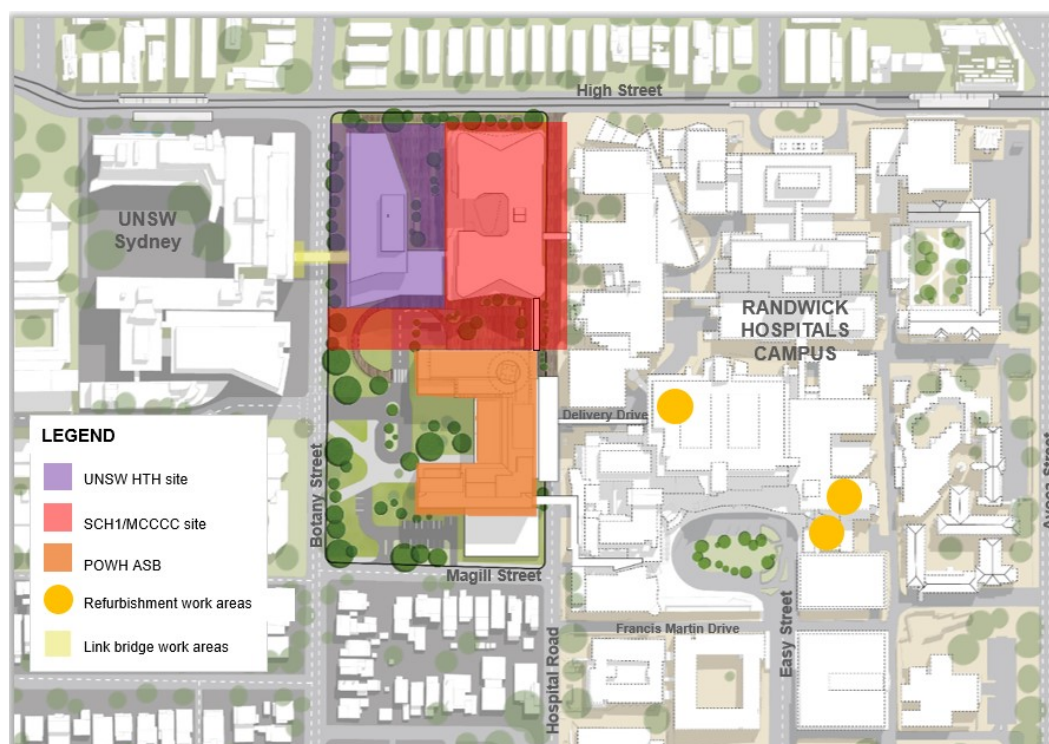 High Street
UNSW
Sydney
RANDWICK
HOSPITALS
CAMPUS
Delivery Drive
Botany Street
Avoca Street
LEGEND
UNSW HTH site
SCH1/MCCCC site
POWH ASB
Refurbishment work areas
Link bridge work areas
Magill Street
Hospital Road
Francis Martin Drive
Easy Street